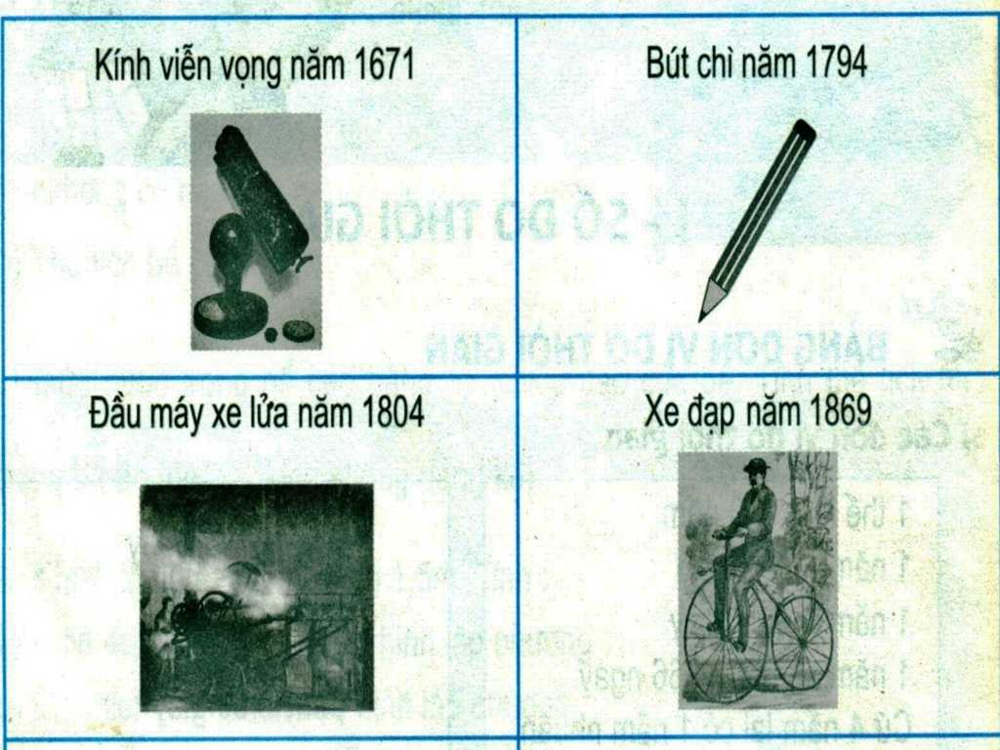 Kính viễn vọng năm 1671
Bút chì năm 1794
Đầu máy xe lửa năm 1804
Xe đạp năm 1869